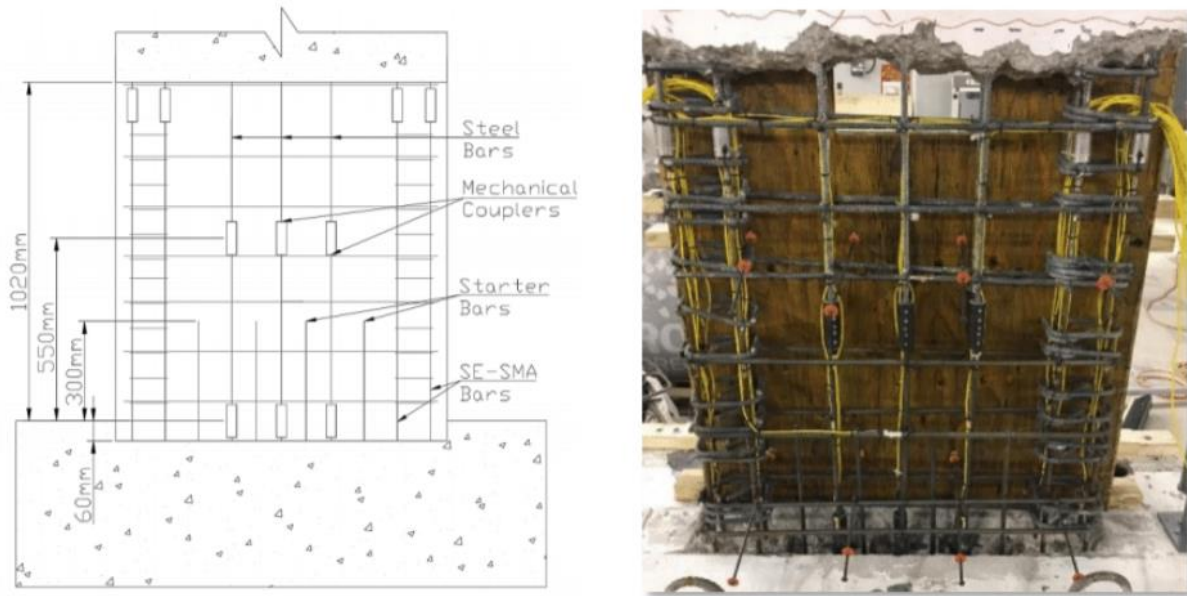 Steel
Bars
Mechanical
Couplers
Starter
Bars
SE-SMA
Bars
1020mm
550mm
300mm
60mm